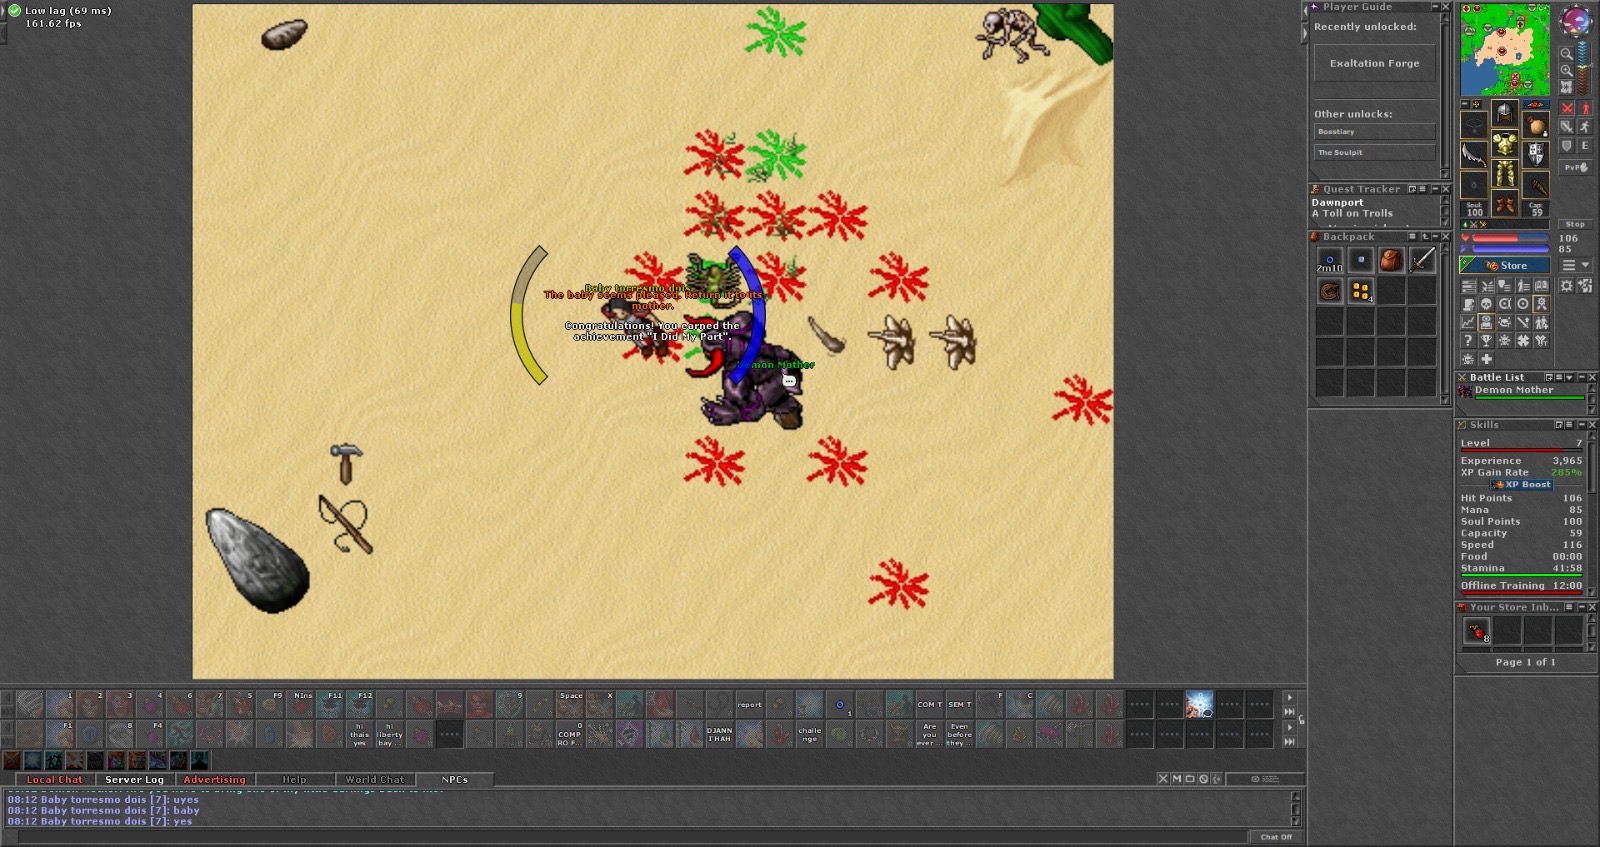 Low lag (69 ms)
161.62 fps
Baby torresmo dois
The baby seems pleased. Return it to its
mother.
Congratulations! You earned the
achievement "I Did My Part".
Demon Mother
Player Guide
Recently unlocked:
Exaltation Forge
Other unlocks:
Bosstiary
The Soulpit
Quest Tracker
Dawnport
A Toll on Trolls
Backpack
2m10
4
Soul:
100
Cap:
59
E
PvP
Stop
106
85
Store
Battle List
Demon Mother
Skills
Level 7
Experience 3,965
XP Gain Rate 285%
XP Boost
Hit Points 106
Mana 85
Soul Points 100
Capacity 59
Speed 116
Food 00:00
Stamina 41:58
Offline Training 12:00
Your Store Inb...
8
Page 1 of 1
1 2 3 4 6 7 5 F9 NIns F11 F12 9 Space X report 1 COM T SEM T F C
F1 8 F4 hi thais yes hi liberty bay ... 0 COMP RO F... DJANN I'HAH challe nge Are you ever ... Even before they ...
Local Chat Server Log Advertising Help World Chat NPCs
08:12 Baby torresmo dois [7]: uyes
08:12 Baby torresmo dois [7]: baby
08:12 Baby torresmo dois [7]: yes
Chat Off